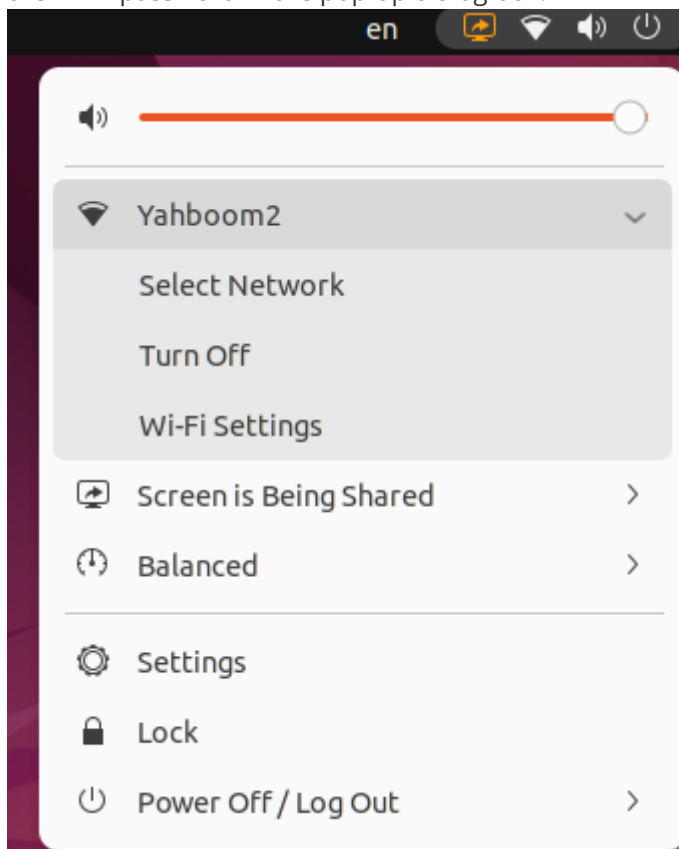 en
Yahboom2
Select Network
Turn Off
Wi-Fi Settings
Screen is Being Shared
Balanced
Settings
Lock
Power Off / Log Out